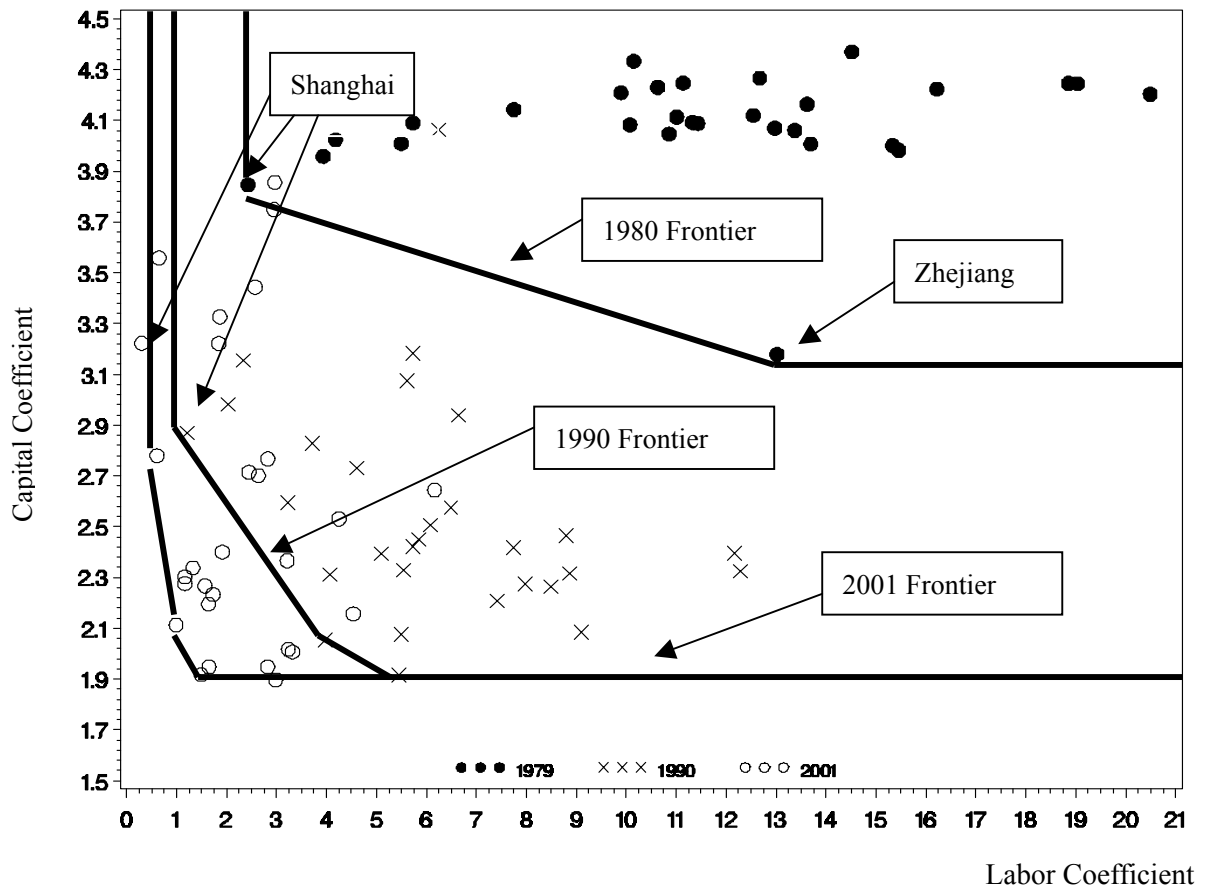 4.5
4.3
Shanghai
4.1
3.9
3.7
1980 Frontier
3.5
Zhejiang
3.3
3.1
2.9
1990 Frontier
2.7
2.5
2.3
2001 Frontier
2.1
1.9
1.7
1.5
Capital Coefficient
1979 1990 2001
0 1 2 3 4 5 6 7 8 9 10 11 12 13 14 15 16 17 18 19 20 21
Labor Coefficient